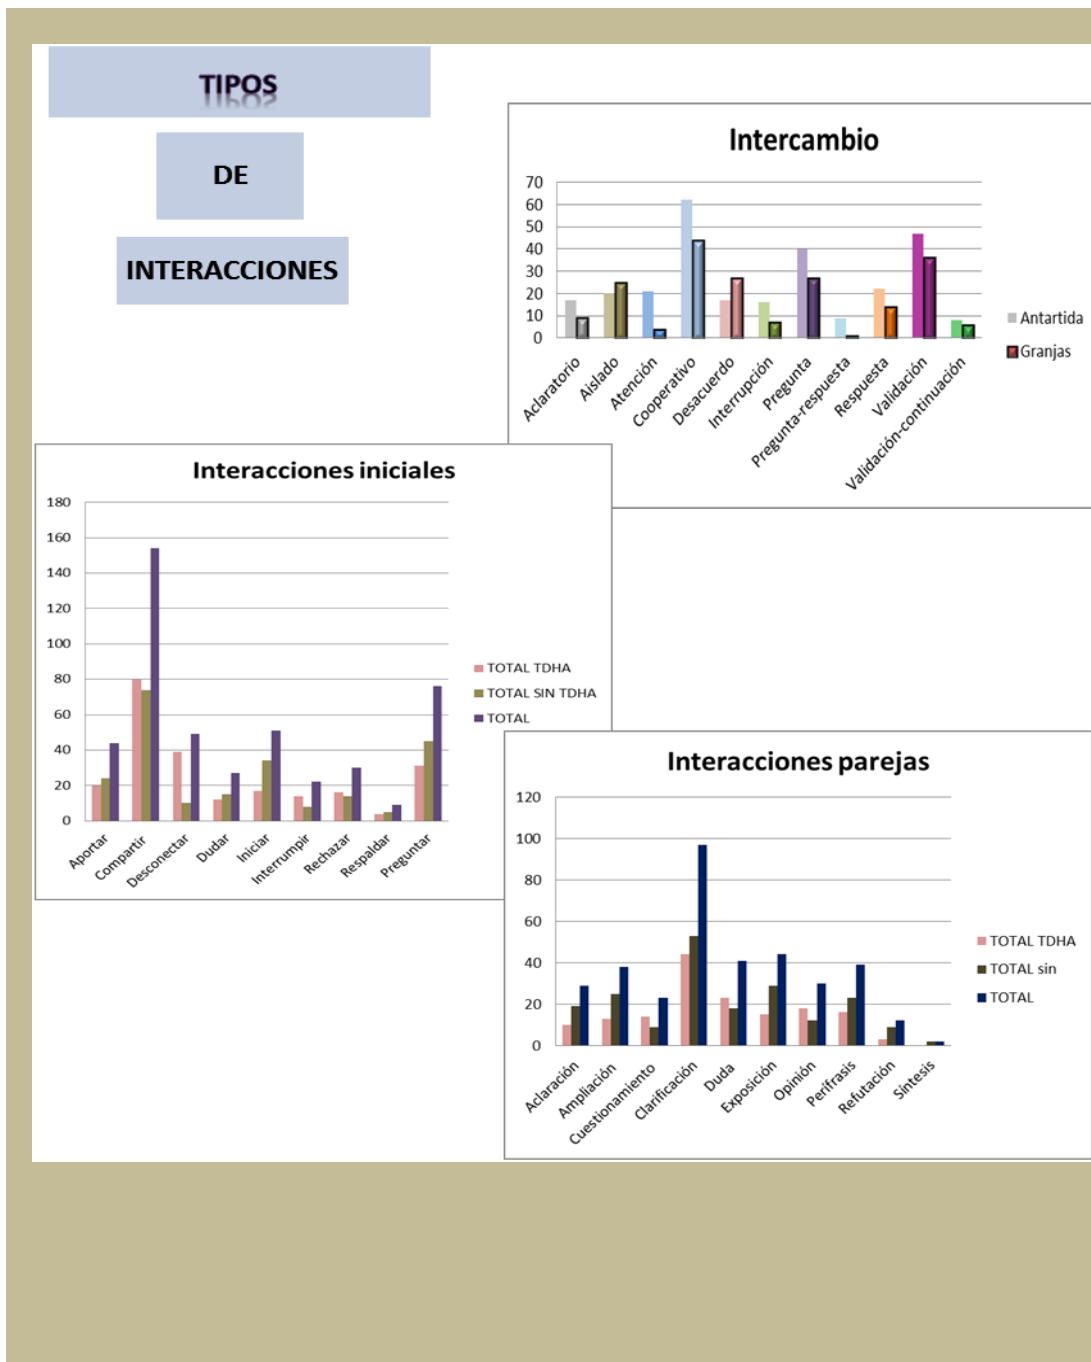 TIPOS
DE
INTERACCIONES
Intercambio
70
60
50
40
30
20
10
0
Aclaratorio
Aislado
Atención
Cooperativo
Desacuerdo
Interrupción
Pregunta
Pregunta-respuesta
Respuesta
Validación
Validación-continuación
Antartida
Granjas
Interacciones iniciales
180
160
140
120
100
80
60
40
20
0
Aportar
Compartir
Desconectar
Dudar
Iniciar
Interrumpir
Rechazar
Respaldar
Preguntar
TOTAL TDHA
TOTAL SIN TDHA
TOTAL
Interacciones parejas
120
100
80
60
40
20
0
Aclaración
Ampliación
Cuestionamiento
Clarificación
Duda
Exposición
Opinión
Perífrasis
Refutación
Síntesis
TOTAL TDHA
TOTAL sin
TOTAL